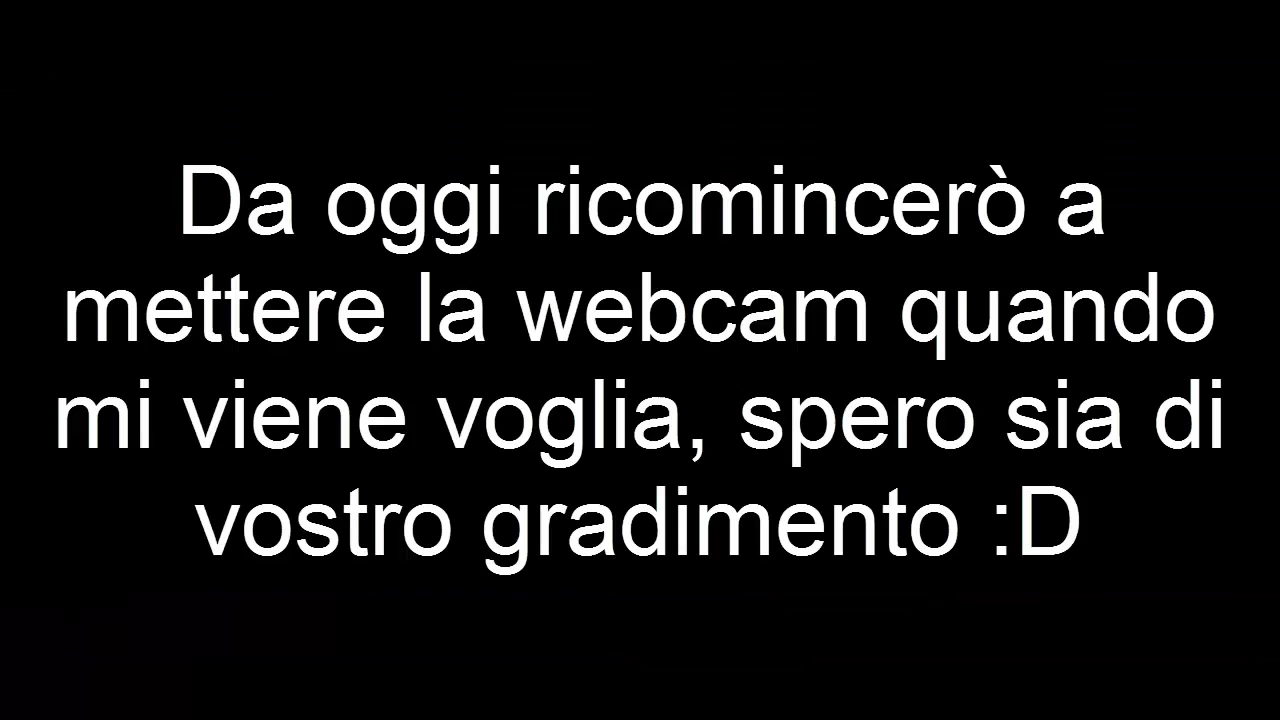 Da oggi ricomincerò a
mettere la webcam quando
mi viene voglia, spero sia di
vostro gradimento :D